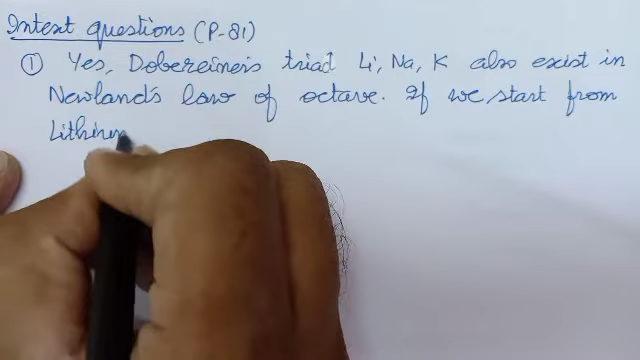 Intext questions (P-81)
① Yes, Dobereiner's triad Li, Na, K also exist in
Newland's law of octave. If we start from
Lithium